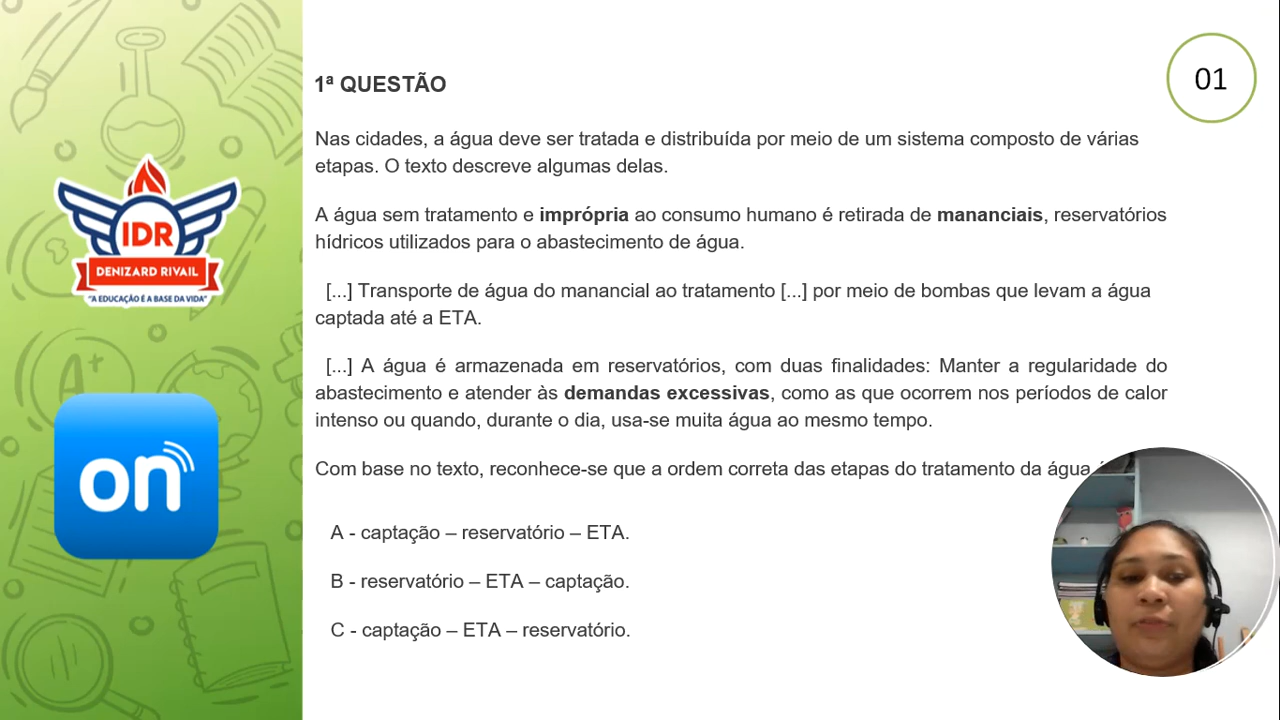 1ª QUESTÃO
01
Nas cidades, a água deve ser tratada e distribuída por meio de um sistema composto de várias
etapas. O texto descreve algumas delas.
A água sem tratamento e imprópria ao consumo humano é retirada de mananciais, reservatórios
hídricos utilizados para o abastecimento de água.
[...] Transporte de água do manancial ao tratamento [...] por meio de bombas que levam a água
captada até a ETA.
[...] A água é armazenada em reservatórios, com duas finalidades: Manter a regularidade do
abastecimento e atender às demandas excessivas, como as que ocorrem nos períodos de calor
intenso ou quando, durante o dia, usa-se muita água ao mesmo tempo.
Com base no texto, reconhece-se que a ordem correta das etapas do tratamento da água
A - captação – reservatório – ETA.
B - reservatório – ETA – captação.
C - captação – ETA – reservatório.
IDR
DENIZARD RIVAIL
"A EDUCAÇÃO É A BASE DA VIDA"
on
A+